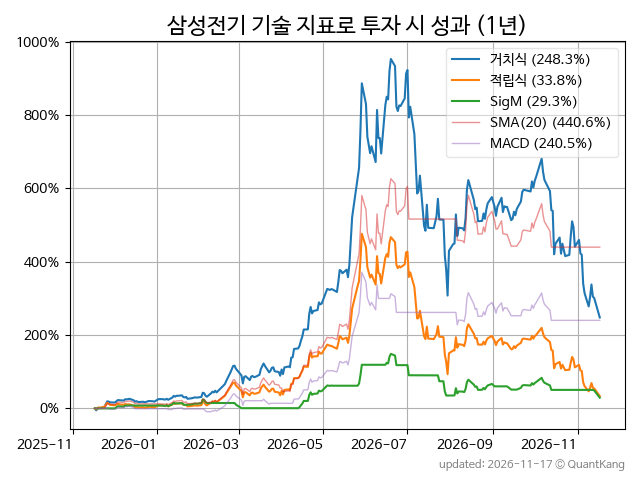 삼성전기 기술 지표로 투자 시 성과 (1년)
1000%
800%
600%
400%
200%
0%
거치식 (248.3%)
적립식 (33.8%)
SigM (29.3%)
SMA(20) (440.6%)
MACD (240.5%)
2025-11 2026-01 2026-03 2026-05 2026-07 2026-09 2026-11
updated: 2026-11-17 © QuantKang